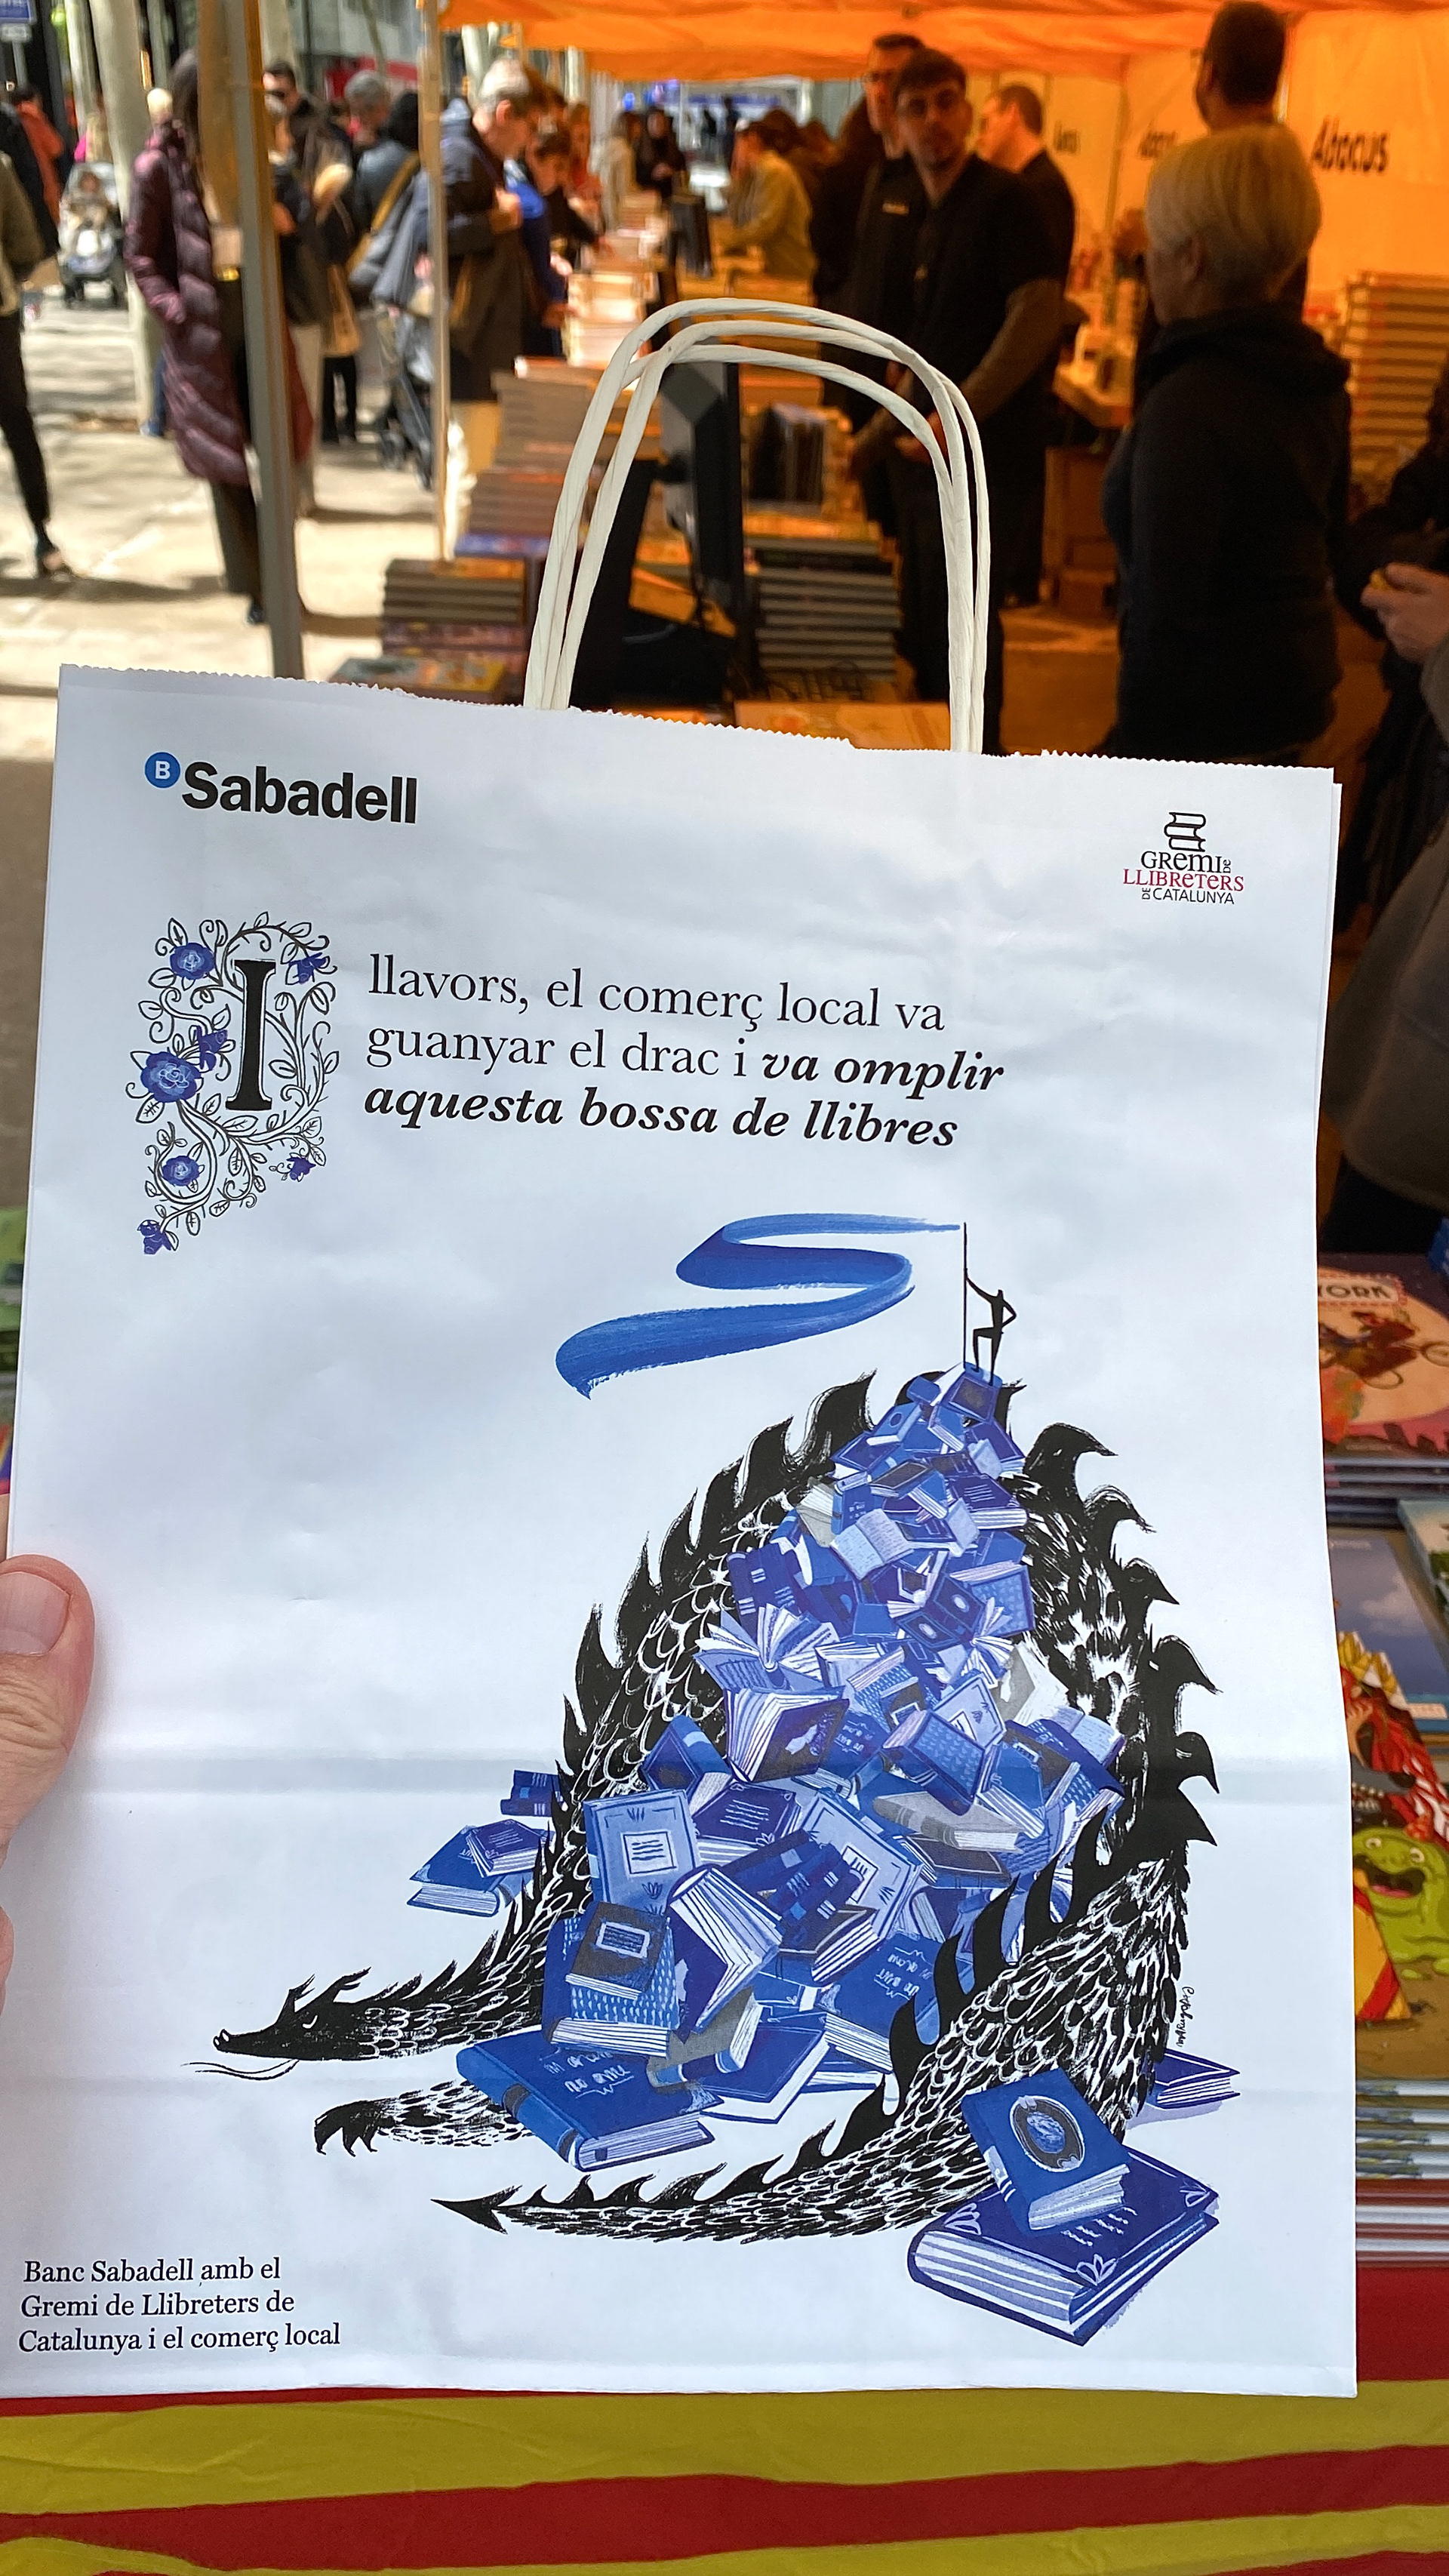 Abacus
B Sabadell
GREMI DE
LLIBRETERS
DE CATALUNYA
I llavors, el comerç local va
guanyar el drac i va omplir
aquesta bossa de llibres
Banc Sabadell amb el
Gremi de Llibreters de
Catalunya i el comerç local